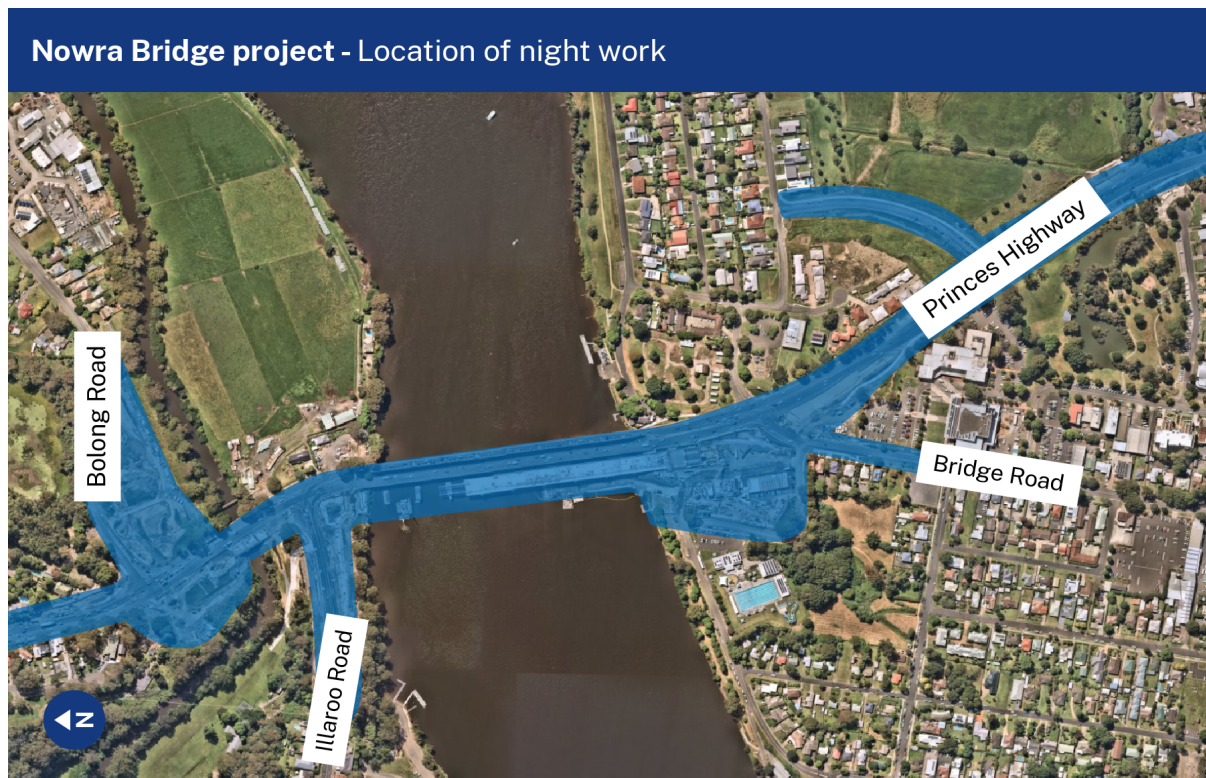 Nowra Bridge project - Location of night work
Princes Highway
Bolong Road
Bridge Road
Illaroo Road
N